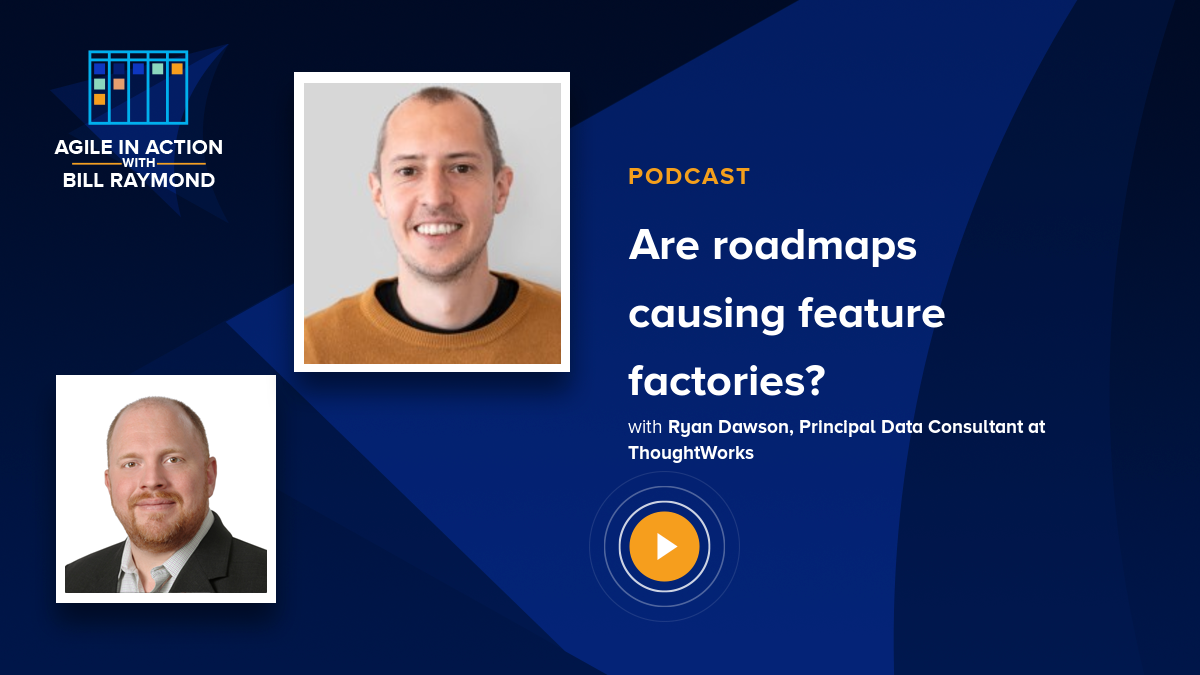 AGILE IN ACTION
WITH
BILL RAYMOND
PODCAST
Are roadmaps
causing feature
factories?
with Ryan Dawson, Principal Data Consultant at
ThoughtWorks